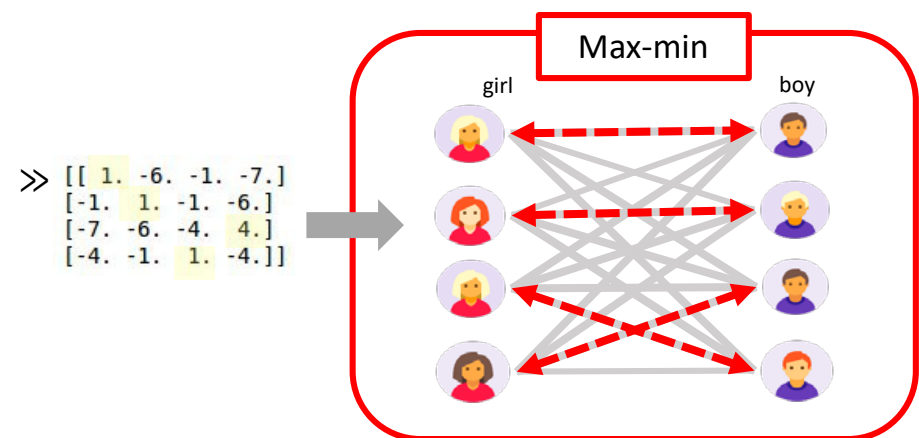 Max-min
girl boy
≫ [[ 1. -6. -1. -7.]
[-1. 1. -1. -6.]
[-7. -6. -4. 4.]
[-4. -1. 1. -4.]]